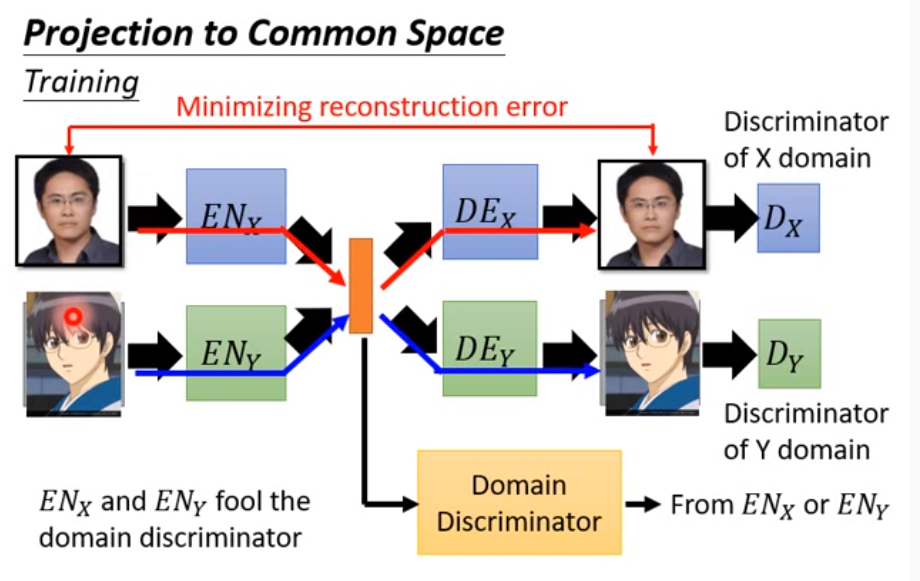 Projection to Common Space
Training
Minimizing reconstruction error
Discriminator
of X domain
EN_X
DE_X
D_X
EN_Y
DE_Y
D_Y
Discriminator
of Y domain
EN_X and EN_Y fool the
domain discriminator
Domain
Discriminator
From EN_X or EN_Y